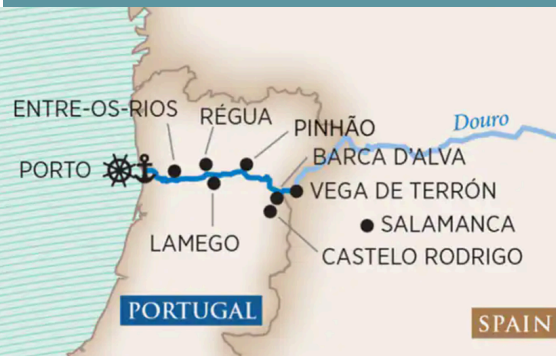 ENTRE-OS-RIOS
RÉGUA
PINHÃO
Douro
BARCA D'ALVA
PORTO
VEGA DE TERRÓN
SALAMANCA
LAMEGO
CASTELO RODRIGO
PORTUGAL
SPAIN